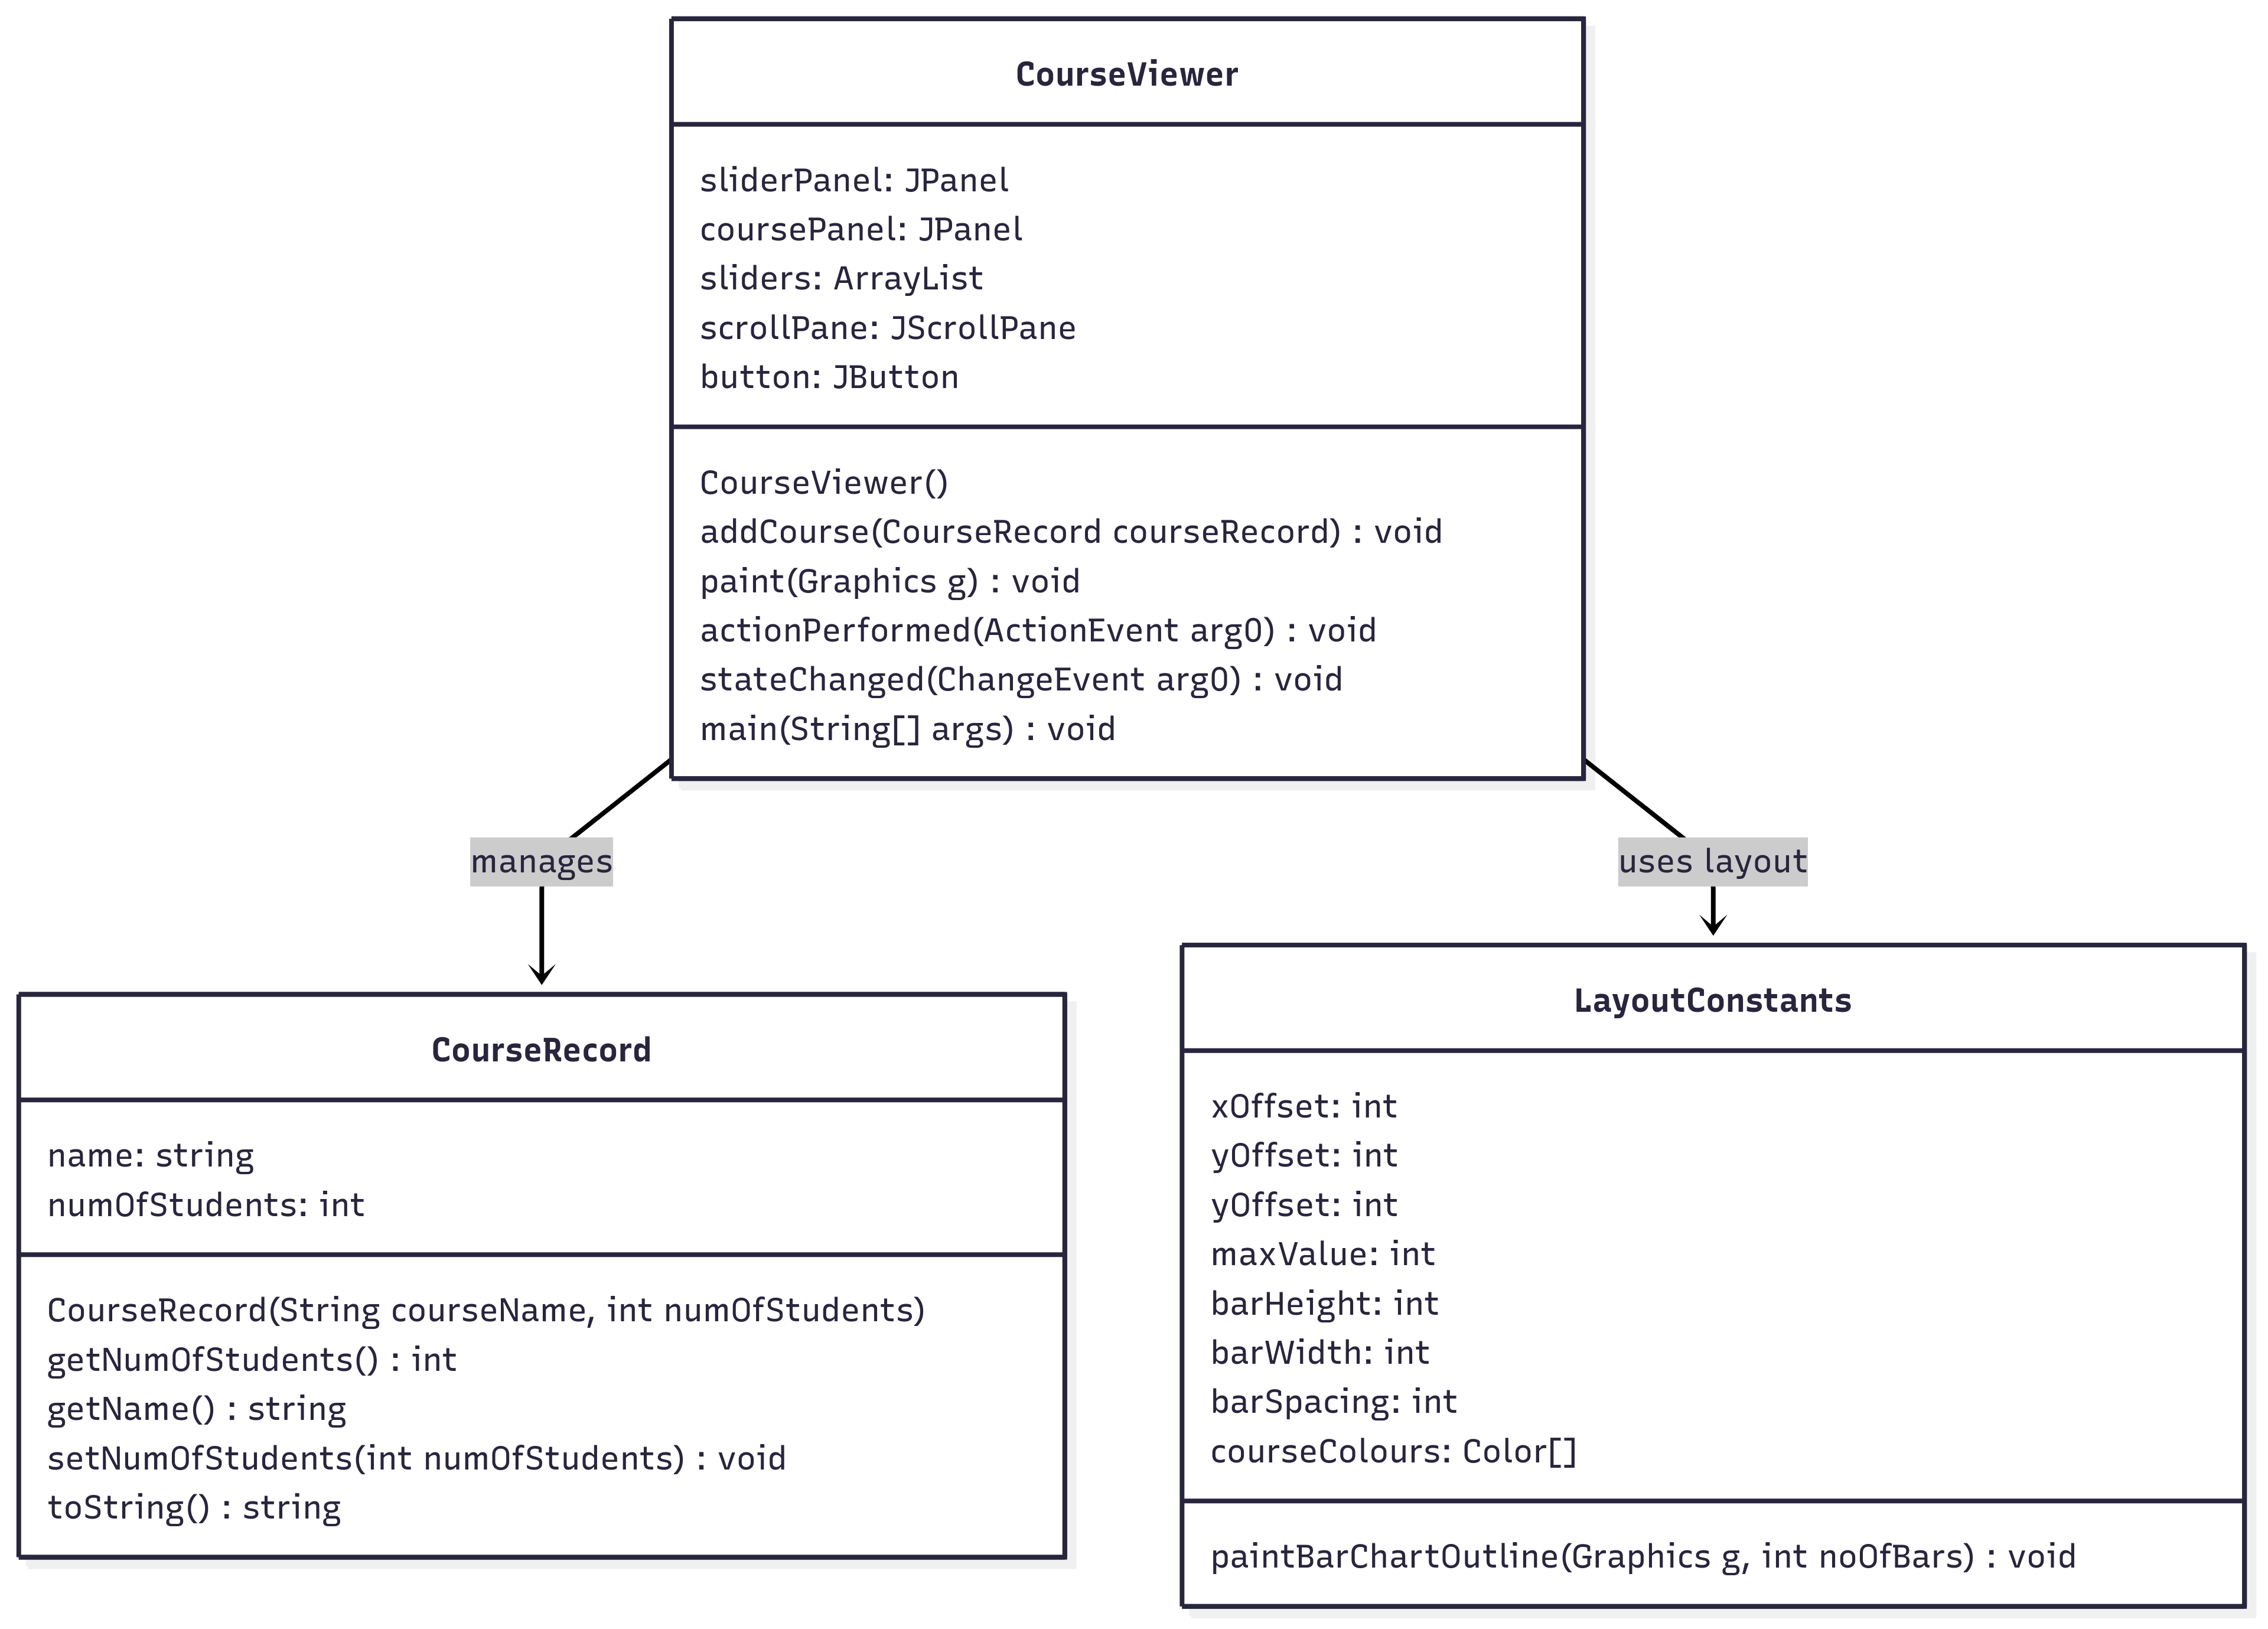 CourseViewer
sliderPanel: JPanel
coursePanel: JPanel
sliders: ArrayList
scrollPane: JScrollPane
button: JButton
CourseViewer()
addCourse(CourseRecord courseRecord) : void
paint(Graphics g) : void
actionPerformed(ActionEvent arg0) : void
stateChanged(ChangeEvent arg0) : void
main(String[] args) : void
manages
uses layout
CourseRecord
name: string
numOfStudents: int
CourseRecord(String courseName, int numOfStudents)
getNumOfStudents() : int
getName() : string
setNumOfStudents(int numOfStudents) : void
toString() : string
LayoutConstants
xOffset: int
yOffset: int
yOffset: int
maxValue: int
barHeight: int
barWidth: int
barSpacing: int
courseColours: Color[]
paintBarChartOutline(Graphics g, int noOfBars) : void